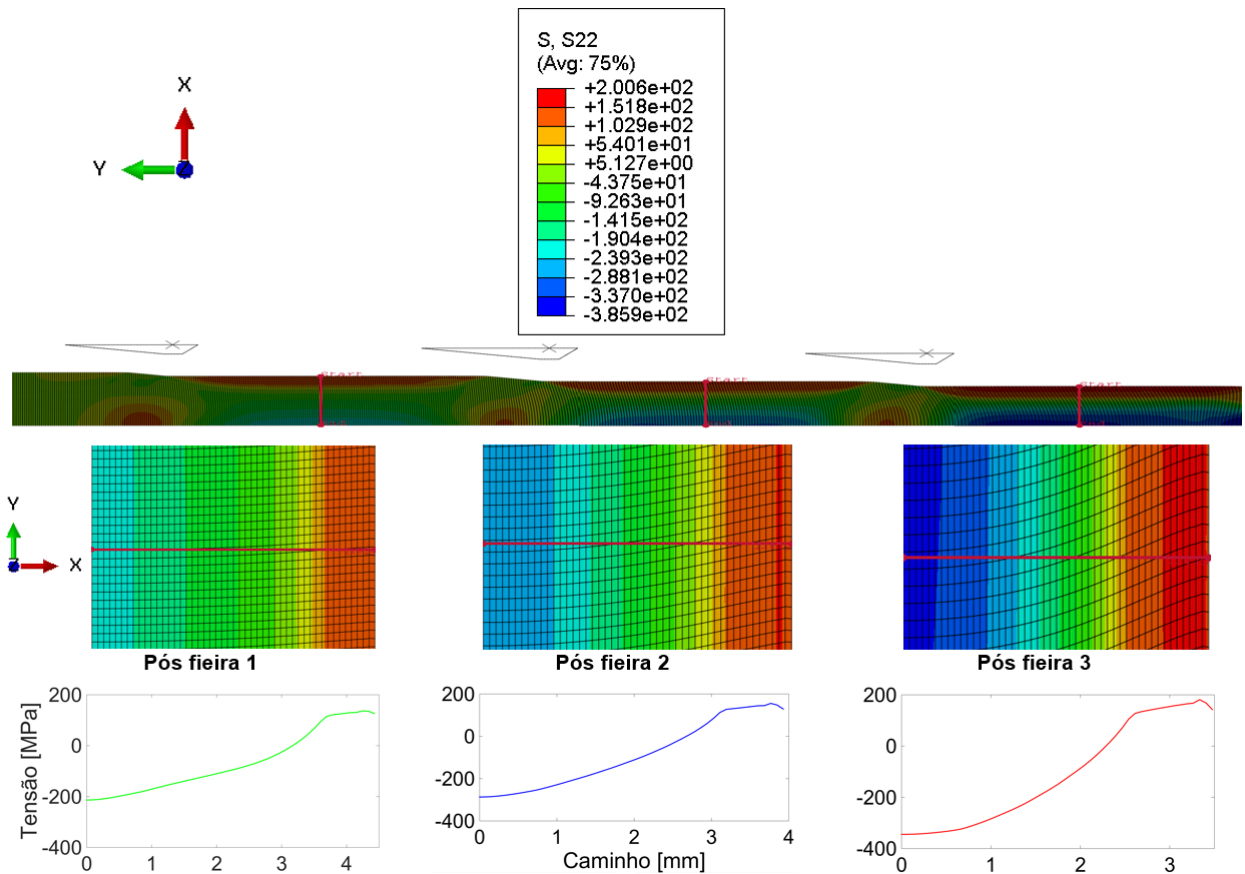 S, S22
(Avg: 75%)
+2.006e+02
+1.518e+02
+1.029e+02
+5.401e+01
+5.127e+00
-4.375e+01
-9.263e+01
-1.415e+02
-1.904e+02
-2.393e+02
-2.881e+02
-3.370e+02
-3.859e+02
X
Y
Z
Start
Start
Start
Y
Z
X
Pós fieira 1
Pós fieira 2
Pós fieira 3
Tensão [MPa]
200
0
-200
-400
0 1 2 3 4
200
0
-200
-400
0 1 2 3 4
Caminho [mm]
200
0
-200
-400
0 1 2 3